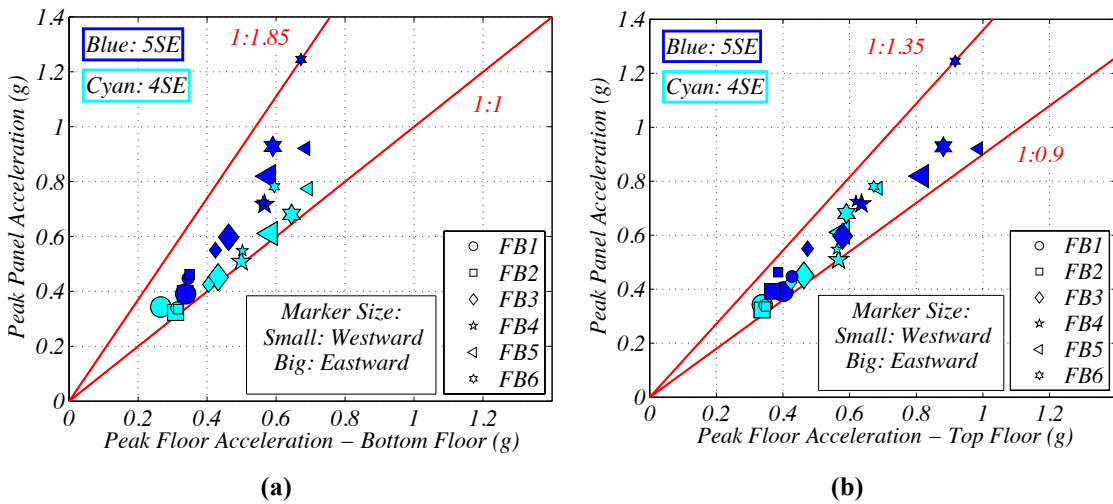 1.4
1.2
1
0.8
0.6
0.4
0.2
0
Peak Panel Acceleration (g)
Blue: 5SE
Cyan: 4SE
1:1.85
1:1
Marker Size:
Small: Westward
Big: Eastward
FB1
FB2
FB3
FB4
FB5
FB6
0 0.2 0.4 0.6 0.8 1 1.2
Peak Floor Acceleration – Bottom Floor (g)
(a)
1.4
1.2
1
0.8
0.6
0.4
0.2
0
Peak Panel Acceleration (g)
Blue: 5SE
Cyan: 4SE
1:1.35
1:0.9
Marker Size:
Small: Westward
Big: Eastward
FB1
FB2
FB3
FB4
FB5
FB6
0 0.2 0.4 0.6 0.8 1 1.2
Peak Floor Acceleration – Top Floor (g)
(b)